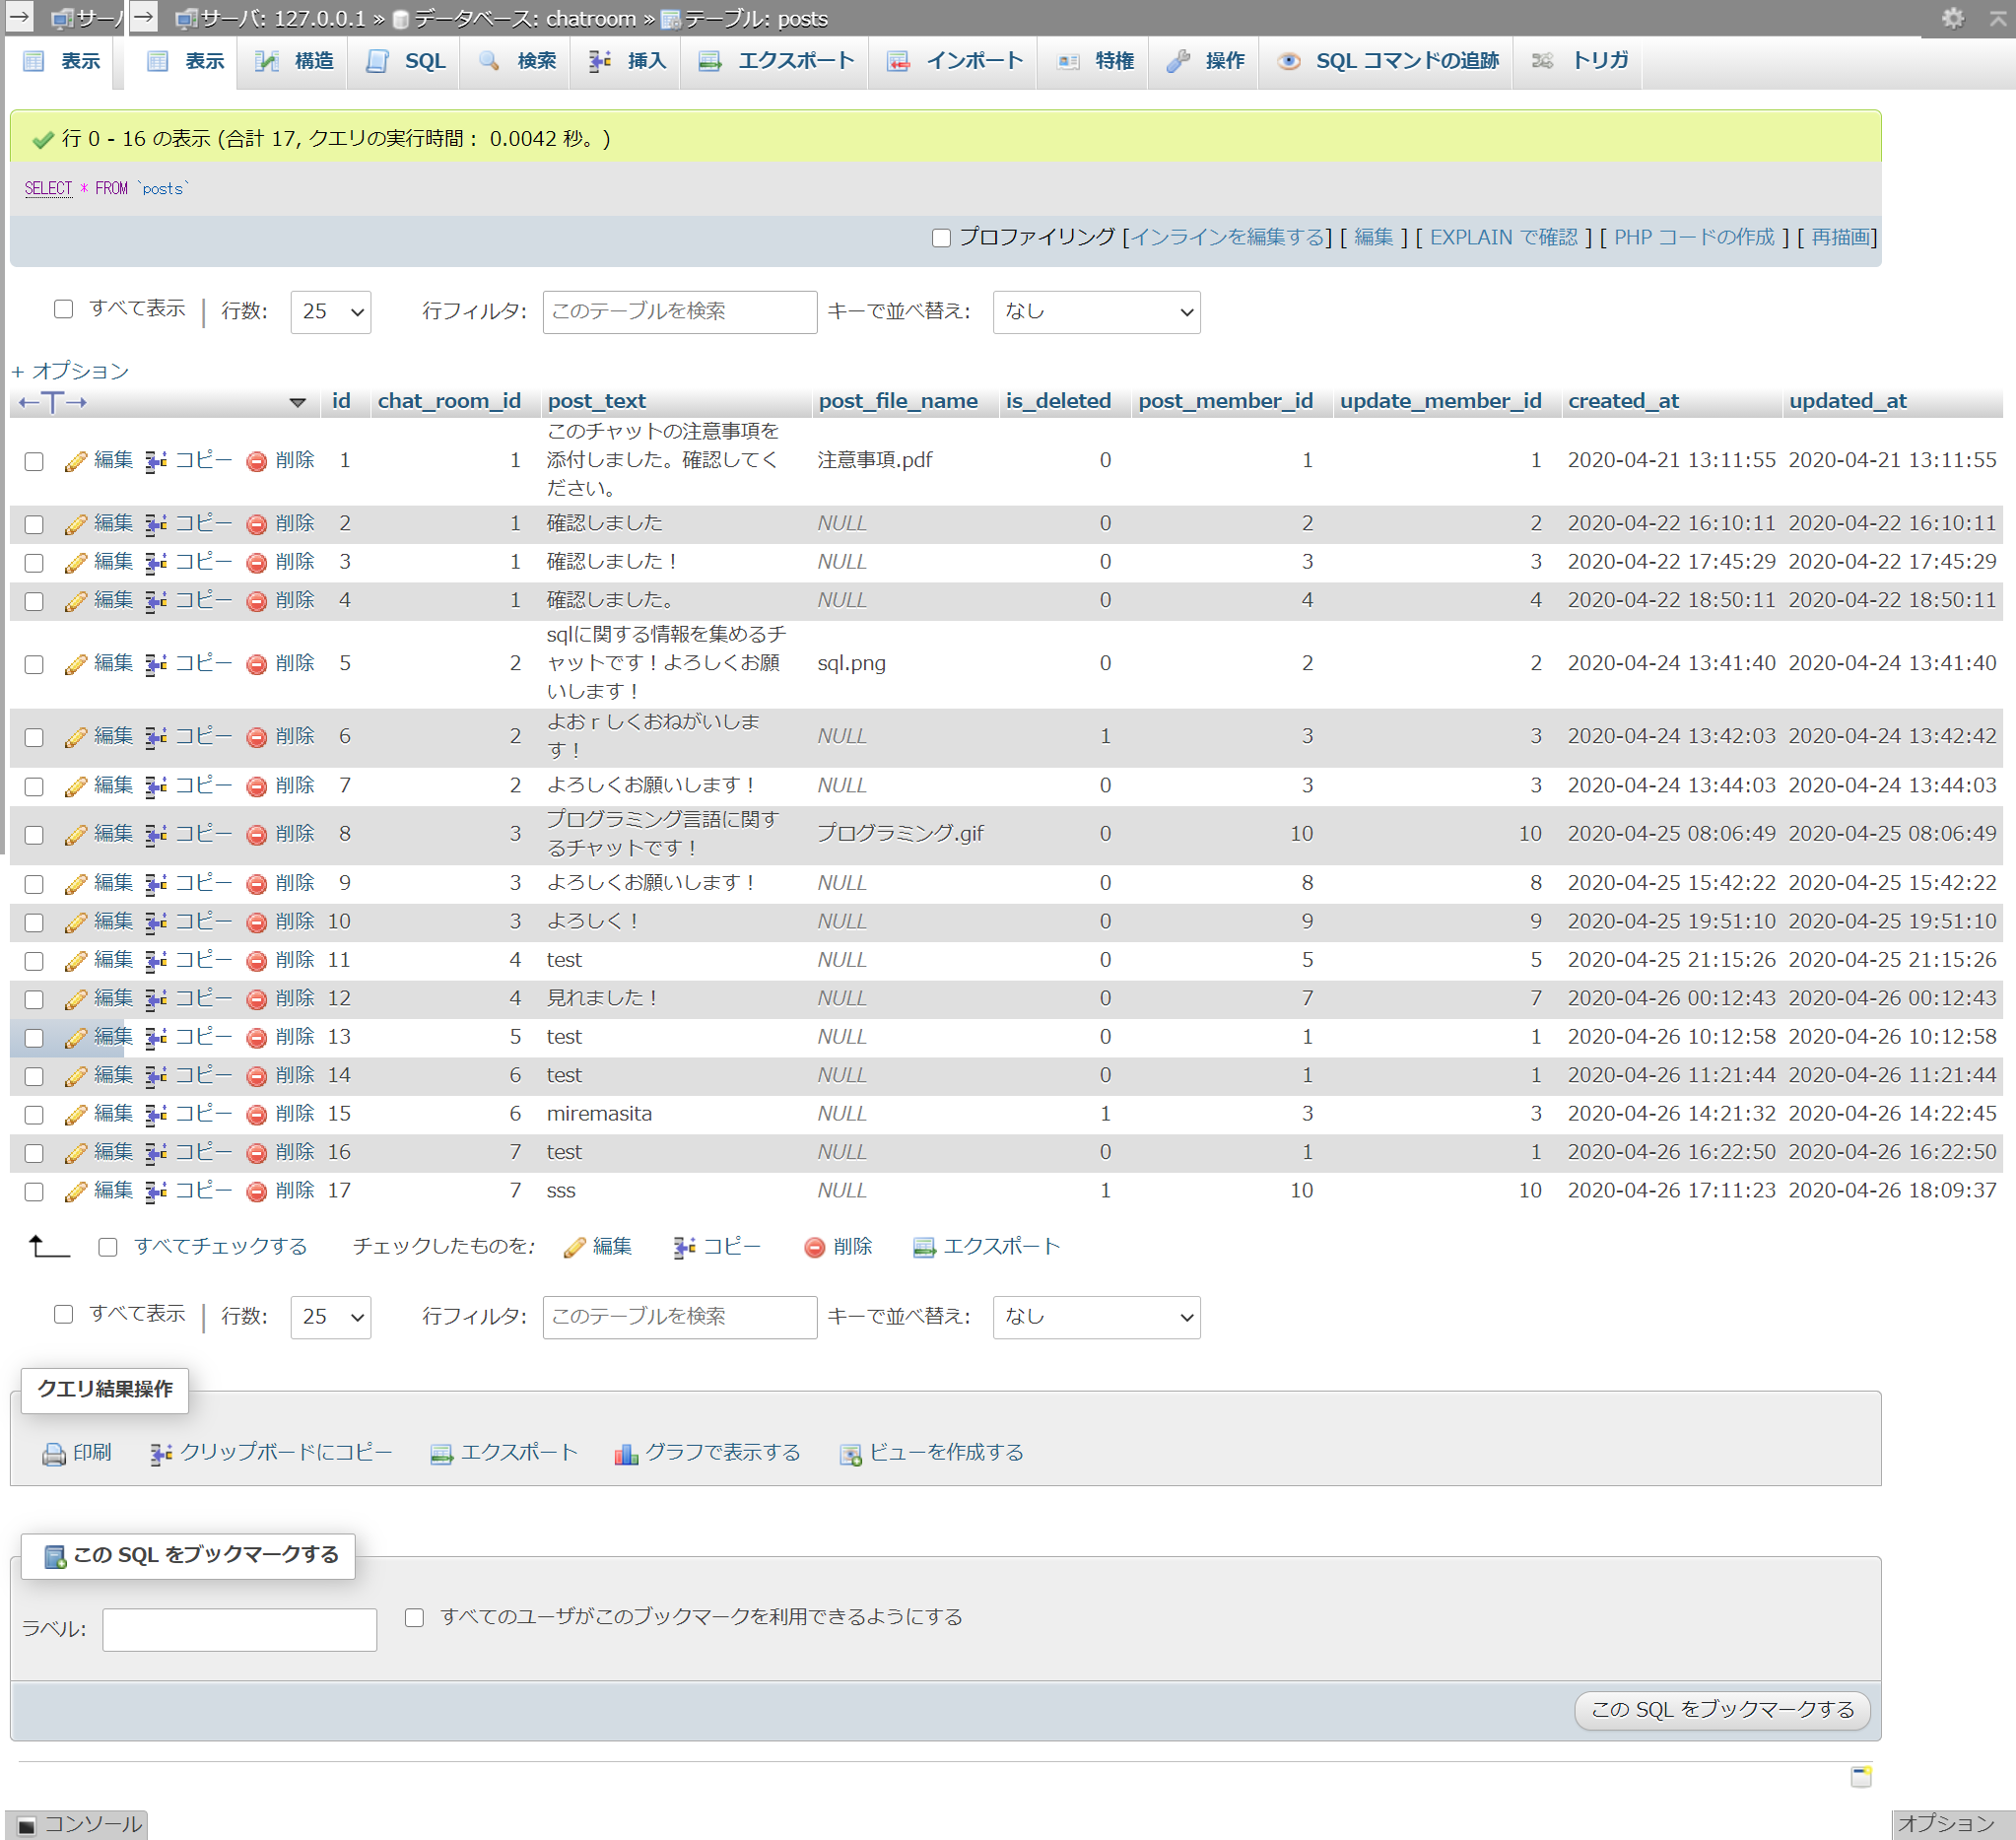 サーバ
サーバ: 127.0.0.1 » データベース: chatroom » テーブル: posts
表示 表示 構造 SQL 検索 挿入 エクスポート インポート 特権 操作 SQL コマンドの追跡 トリガ
行 0 - 16 の表示 (合計 17, クエリの実行時間： 0.0042 秒。)
SELECT * FROM `posts`
プロファイリング [インラインを編集する] [ 編集 ] [ EXPLAIN で確認 ] [ PHP コードの作成 ] [ 再描画]
すべて表示 | 行数: 25 行フィルタ: このテーブルを検索 キーで並べ替え: なし
+ オプション
←T→ id chat_room_id post_text post_file_name is_deleted post_member_id update_member_id created_at updated_at
編集 コピー 削除 1 1 このチャットの注意事項を
添付しました。確認してく
ださい。 注意事項.pdf 0 1 1 2020-04-21 13:11:55 2020-04-21 13:11:55
編集 コピー 削除 2 1 確認しました NULL 0 2 2 2020-04-22 16:10:11 2020-04-22 16:10:11
編集 コピー 削除 3 1 確認しました！ NULL 0 3 3 2020-04-22 17:45:29 2020-04-22 17:45:29
編集 コピー 削除 4 1 確認しました。 NULL 0 4 4 2020-04-22 18:50:11 2020-04-22 18:50:11
編集 コピー 削除 5 2 sqlに関する情報を集めるチ
ャットです！よろしくお願
いします！ sql.png 0 2 2 2020-04-24 13:41:40 2020-04-24 13:41:40
編集 コピー 削除 6 2 よおｒしくおねがいしま
す！ NULL 1 3 3 2020-04-24 13:42:03 2020-04-24 13:42:42
編集 コピー 削除 7 2 よろしくお願いします！ NULL 0 3 3 2020-04-24 13:44:03 2020-04-24 13:44:03
編集 コピー 削除 8 3 プログラミング言語に関す
るチャットです！ プログラミング.gif 0 10 10 2020-04-25 08:06:49 2020-04-25 08:06:49
編集 コピー 削除 9 3 よろしくお願いします！ NULL 0 8 8 2020-04-25 15:42:22 2020-04-25 15:42:22
編集 コピー 削除 10 3 よろしく！ NULL 0 9 9 2020-04-25 19:51:10 2020-04-25 19:51:10
編集 コピー 削除 11 4 test NULL 0 5 5 2020-04-25 21:15:26 2020-04-25 21:15:26
編集 コピー 削除 12 4 見れました！ NULL 0 7 7 2020-04-26 00:12:43 2020-04-26 00:12:43
編集 コピー 削除 13 5 test NULL 0 1 1 2020-04-26 10:12:58 2020-04-26 10:12:58
編集 コピー 削除 14 6 test NULL 0 1 1 2020-04-26 11:21:44 2020-04-26 11:21:44
編集 コピー 削除 15 6 miremasita NULL 1 3 3 2020-04-26 14:21:32 2020-04-26 14:22:45
編集 コピー 削除 16 7 test NULL 0 1 1 2020-04-26 16:22:50 2020-04-26 16:22:50
編集 コピー 削除 17 7 sss NULL 1 10 10 2020-04-26 17:11:23 2020-04-26 18:09:37
すべてチェックする チェックしたものを: 編集 コピー 削除 エクスポート
すべて表示 | 行数: 25 行フィルタ: このテーブルを検索 キーで並べ替え: なし
クエリ結果操作
印刷 クリップボードにコピー エクスポート グラフで表示する ビューを作成する
この SQL をブックマークする
ラベル: すべてのユーザがこのブックマークを利用できるようにする
この SQL をブックマークする
コンソール オプション